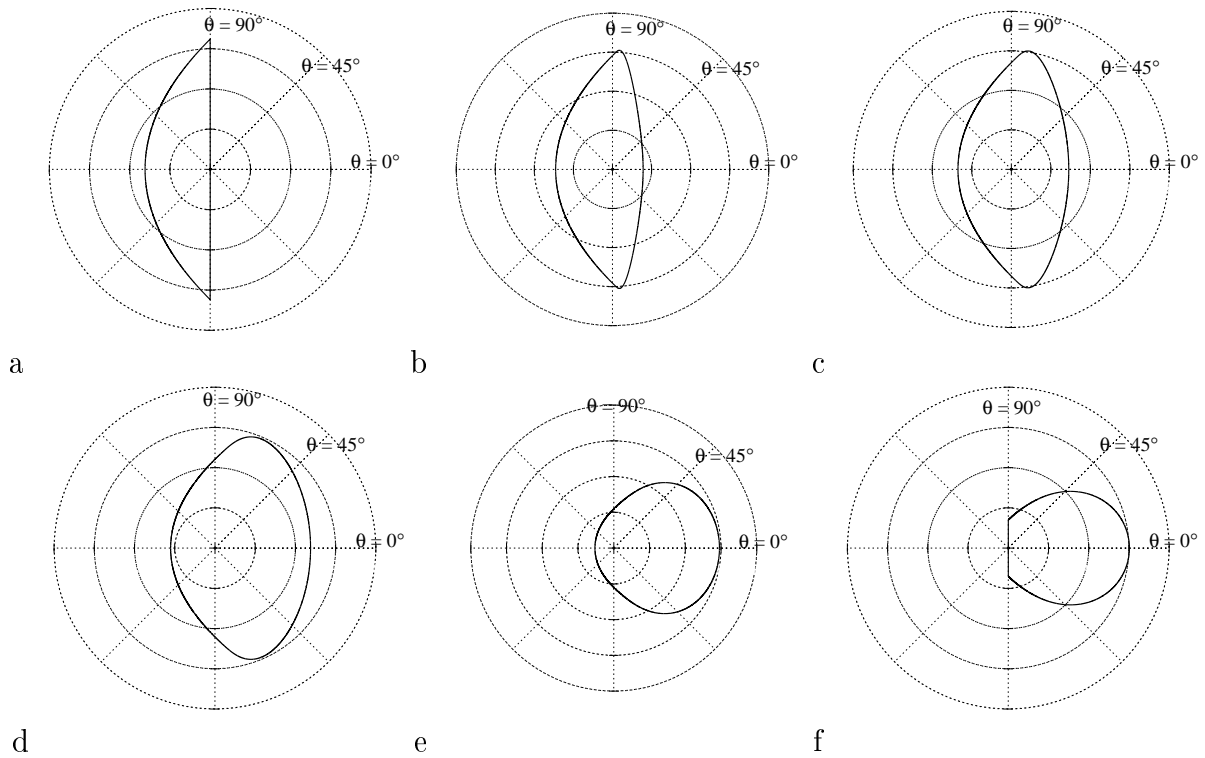 θ = 90°
θ = 45°
θ = 0°
a
θ = 90°
θ = 45°
θ = 0°
b
θ = 90°
θ = 45°
θ = 0°
c
θ = 90°
θ = 45°
θ = 0°
d
θ = 90°
θ = 45°
θ = 0°
e
θ = 90°
θ = 45°
θ = 0°
f